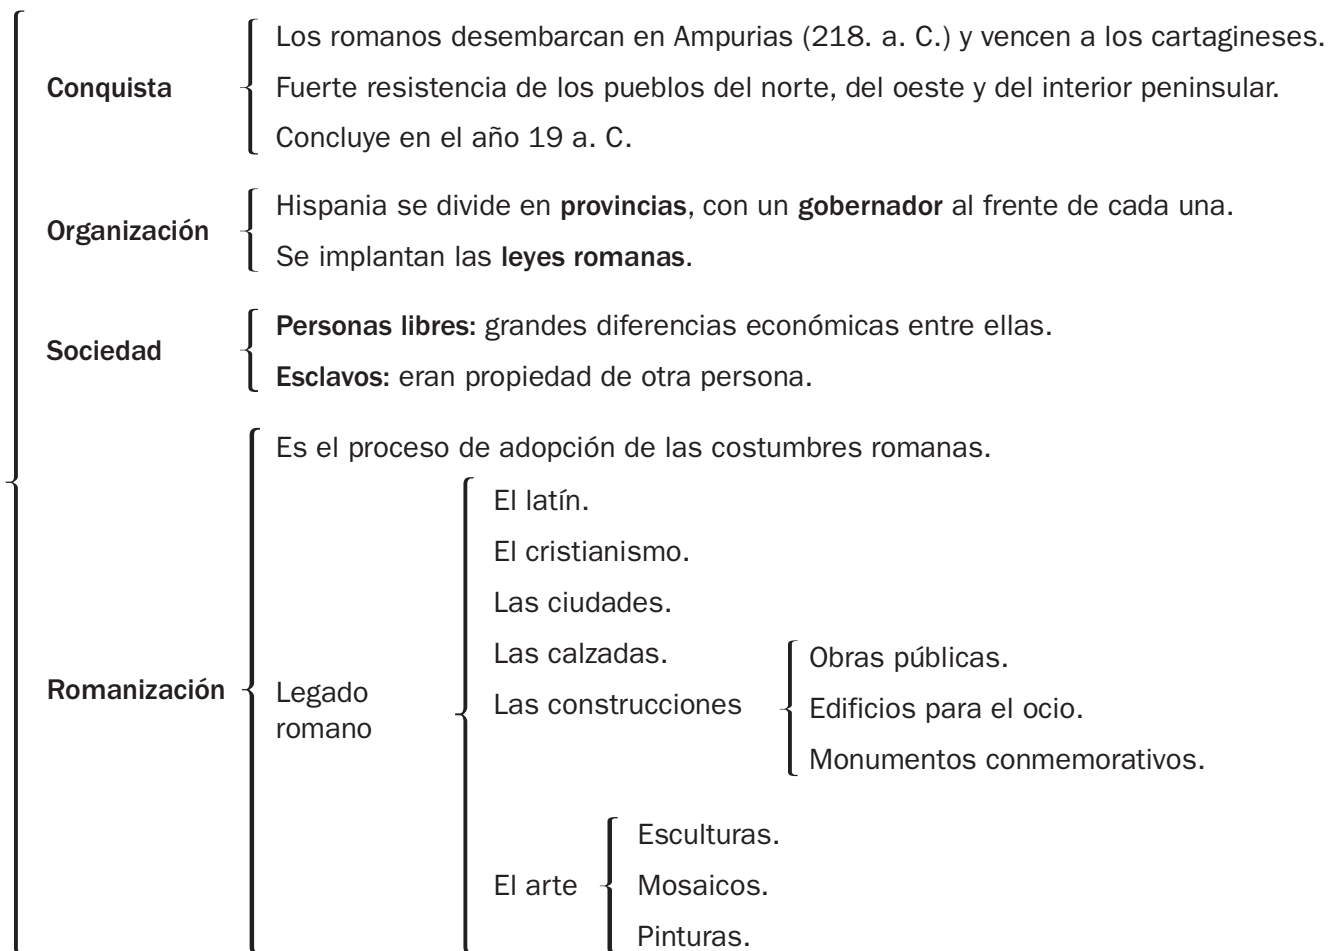 Conquista
Los romanos desembarcan en Ampurias (218. a. C.) y vencen a los cartagineses.
Fuerte resistencia de los pueblos del norte, del oeste y del interior peninsular.
Concluye en el año 19 a. C.
Organización
Hispania se divide en provincias, con un gobernador al frente de cada una.
Se implantan las leyes romanas.
Sociedad
Personas libres: grandes diferencias económicas entre ellas.
Esclavos: eran propiedad de otra persona.
Romanización
Es el proceso de adopción de las costumbres romanas.
Legado
romano
El latín.
El cristianismo.
Las ciudades.
Las calzadas.
Las construcciones
Obras públicas.
Edificios para el ocio.
Monumentos conmemorativos.
El arte
Esculturas.
Mosaicos.
Pinturas.